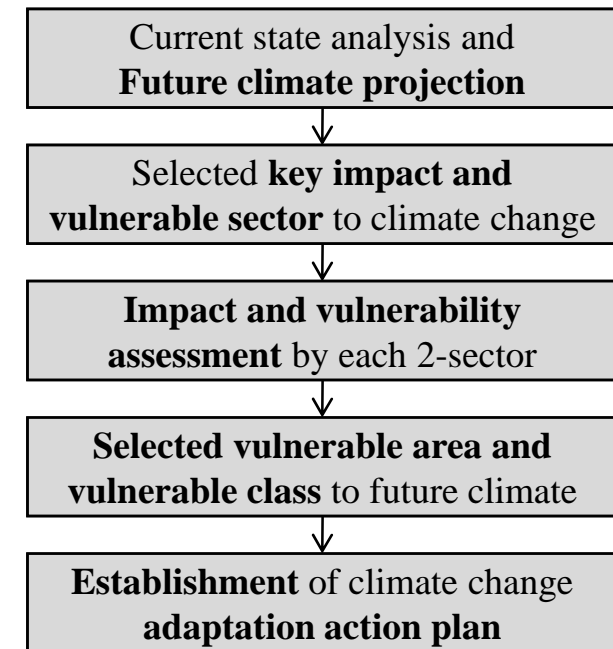 Current state analysis and
Future climate projection
Selected key impact and
vulnerable sector to climate change
Impact and vulnerability
assessment by each 2-sector
Selected vulnerable area and
vulnerable class to future climate
Establishment of climate change
adaptation action plan